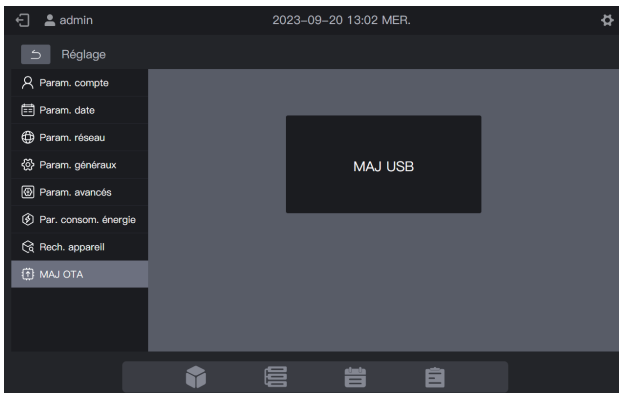 admin
2023-09-20 13:02 MER.
Réglage
Param. compte
Param. date
Param. réseau
Param. généraux
Param. avancés
Par. consom. énergie
Rech. appareil
MAJ OTA
MAJ USB